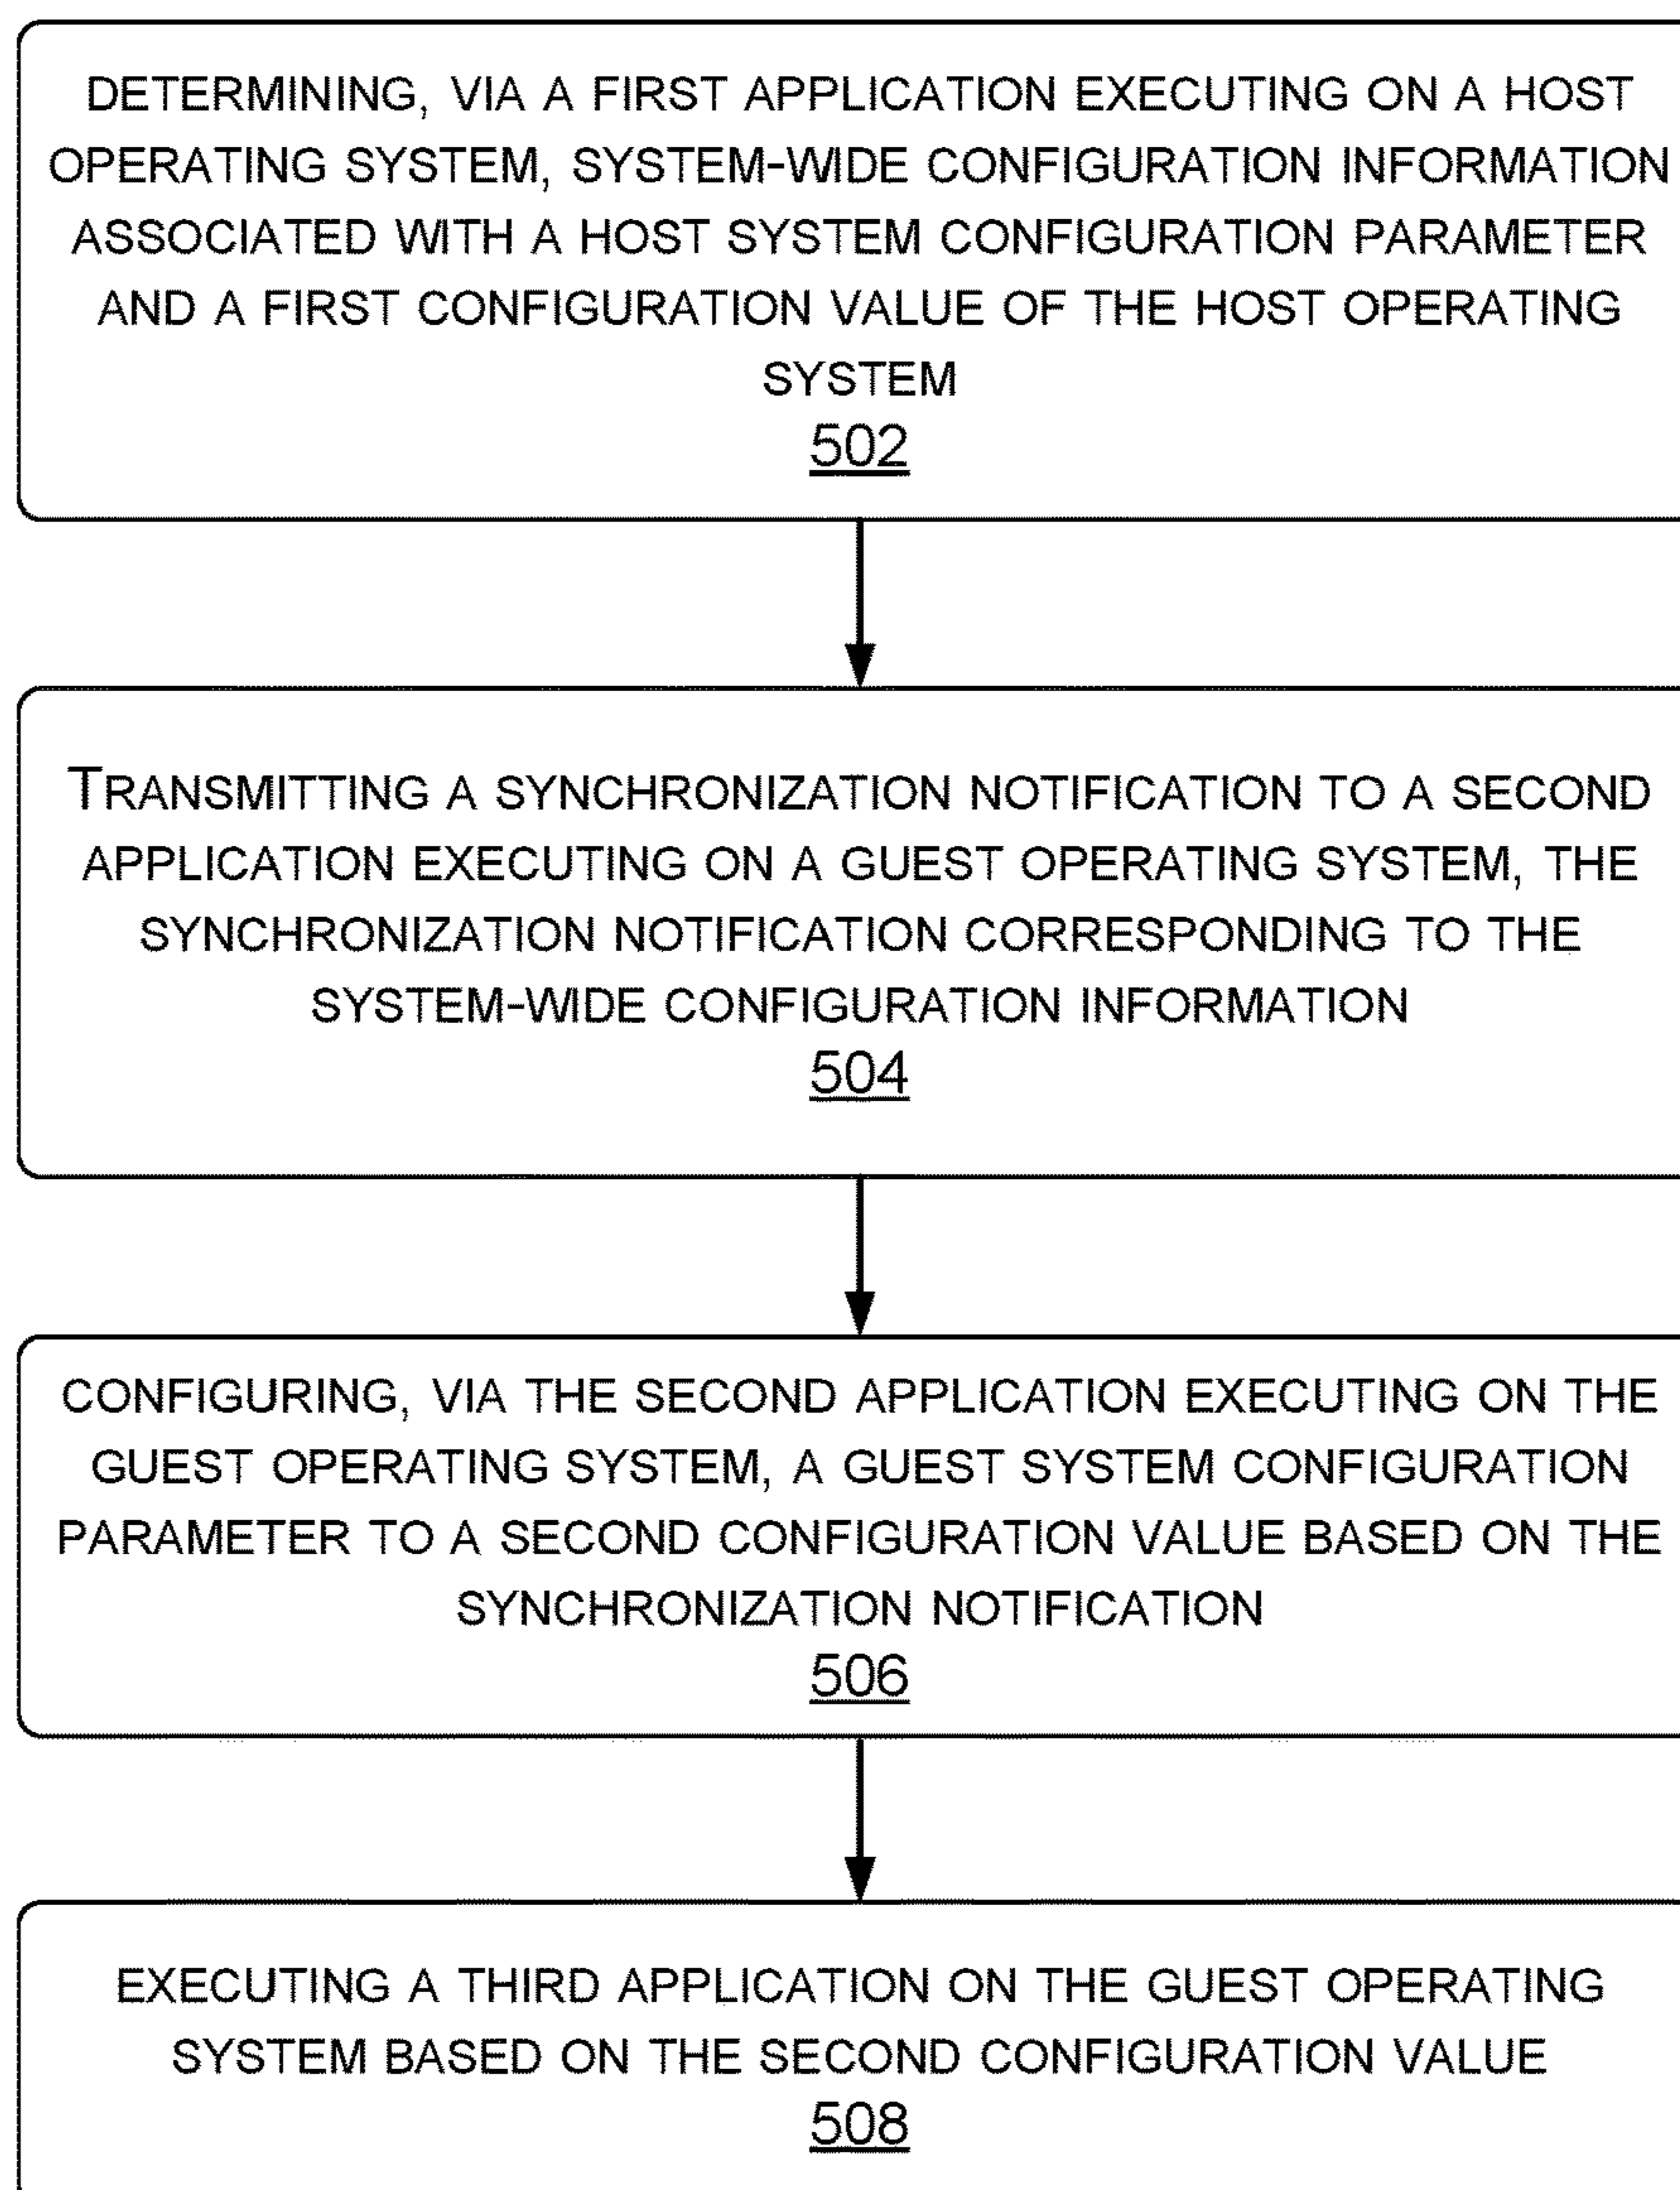 DETERMINING, VIA A FIRST APPLICATION EXECUTING ON A HOST
OPERATING SYSTEM, SYSTEM-WIDE CONFIGURATION INFORMATION
ASSOCIATED WITH A HOST SYSTEM CONFIGURATION PARAMETER
AND A FIRST CONFIGURATION VALUE OF THE HOST OPERATING
SYSTEM
502
TRANSMITTING A SYNCHRONIZATION NOTIFICATION TO A SECOND
APPLICATION EXECUTING ON A GUEST OPERATING SYSTEM, THE
SYNCHRONIZATION NOTIFICATION CORRESPONDING TO THE
SYSTEM-WIDE CONFIGURATION INFORMATION
504
CONFIGURING, VIA THE SECOND APPLICATION EXECUTING ON THE
GUEST OPERATING SYSTEM, A GUEST SYSTEM CONFIGURATION
PARAMETER TO A SECOND CONFIGURATION VALUE BASED ON THE
SYNCHRONIZATION NOTIFICATION
506
EXECUTING A THIRD APPLICATION ON THE GUEST OPERATING
SYSTEM BASED ON THE SECOND CONFIGURATION VALUE
508